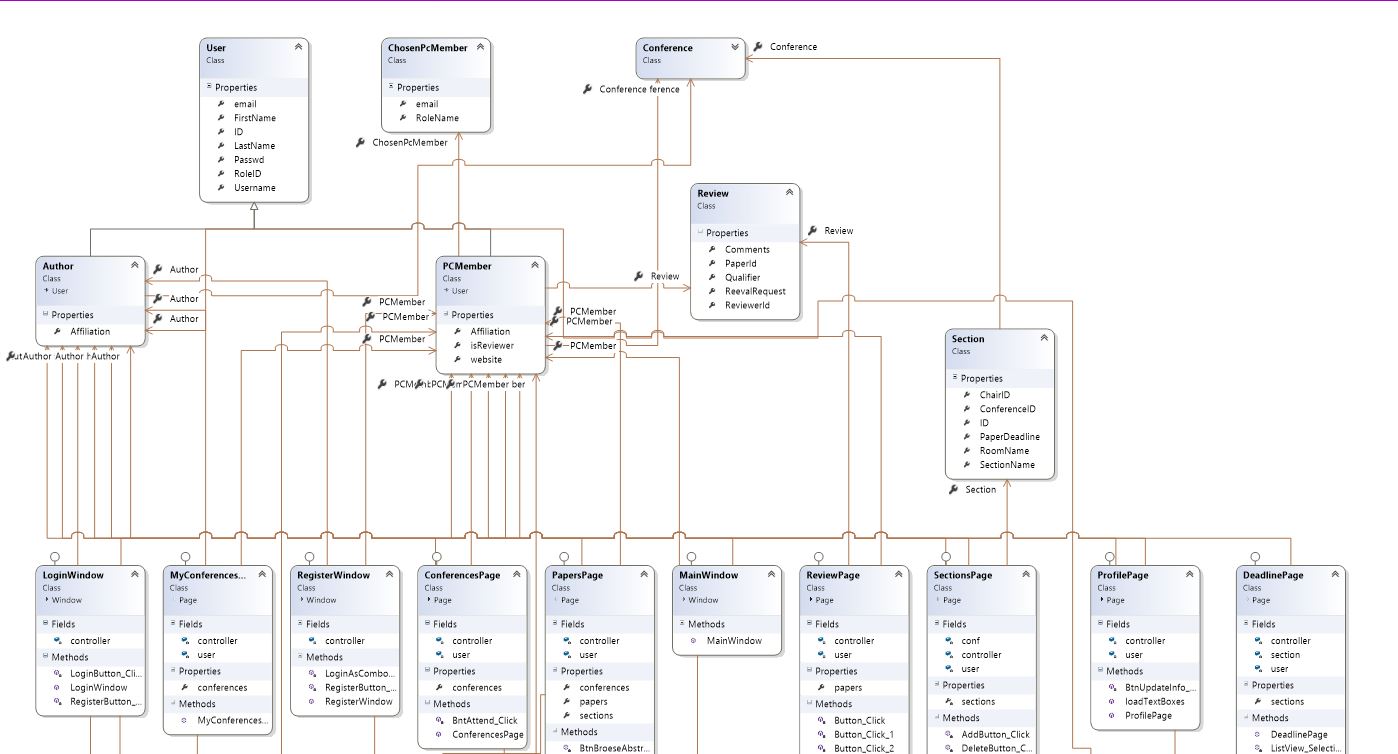 User
Class
Properties
email
FirstName
ID
LastName
Passwd
RoleID
Username
ChosenPcMember
Class
Properties
email
RoleName
ChosenPcMember
Conference
Class
Conference
Conference ference
Review
Class
Properties
Comments
PaperId
Qualifier
ReevalRequest
ReviewerId
Review
Review
Author
Class
User
Properties
Affiliation
Author
Author
Author
Author
Author
PCMember
Class
User
Properties
Affiliation
isReviewer
website
PCMember
PCMember
PCMember
PCMember
PCMember
PCMember
PCMember ber
Section
Class
Properties
ChairID
ConferenceID
ID
PaperDeadline
RoomName
SectionName
Section
LoginWindow
Class
Window
Fields
controller
Methods
LoginButton_Cli...
LoginWindow
RegisterButton_...
MyConferences...
Class
Page
Fields
controller
user
Properties
conferences
Methods
MyConferences...
RegisterWindow
Class
Window
Fields
controller
Methods
LoginAsCombo...
RegisterButton_...
RegisterWindow
ConferencesPage
Class
Page
Fields
controller
user
Properties
conferences
Methods
BntAttend_Click
ConferencesPage
PapersPage
Class
Page
Fields
controller
user
Properties
conferences
papers
sections
Methods
BtnBroeseAbstr...
MainWindow
Class
Window
Methods
MainWindow
ReviewPage
Class
Page
Fields
controller
user
Properties
papers
Methods
Button_Click
Button_Click_1
Button_Click_2
SectionsPage
Class
Page
Fields
conf
controller
user
Properties
sections
Methods
AddButton_Click
DeleteButton_C...
ProfilePage
Class
Page
Fields
controller
user
Methods
BtnUpdateInfo_...
loadTextBoxes
ProfilePage
DeadlinePage
Class
Page
Fields
controller
section
user
Properties
sections
Methods
DeadlinePage
ListView_Selecti...